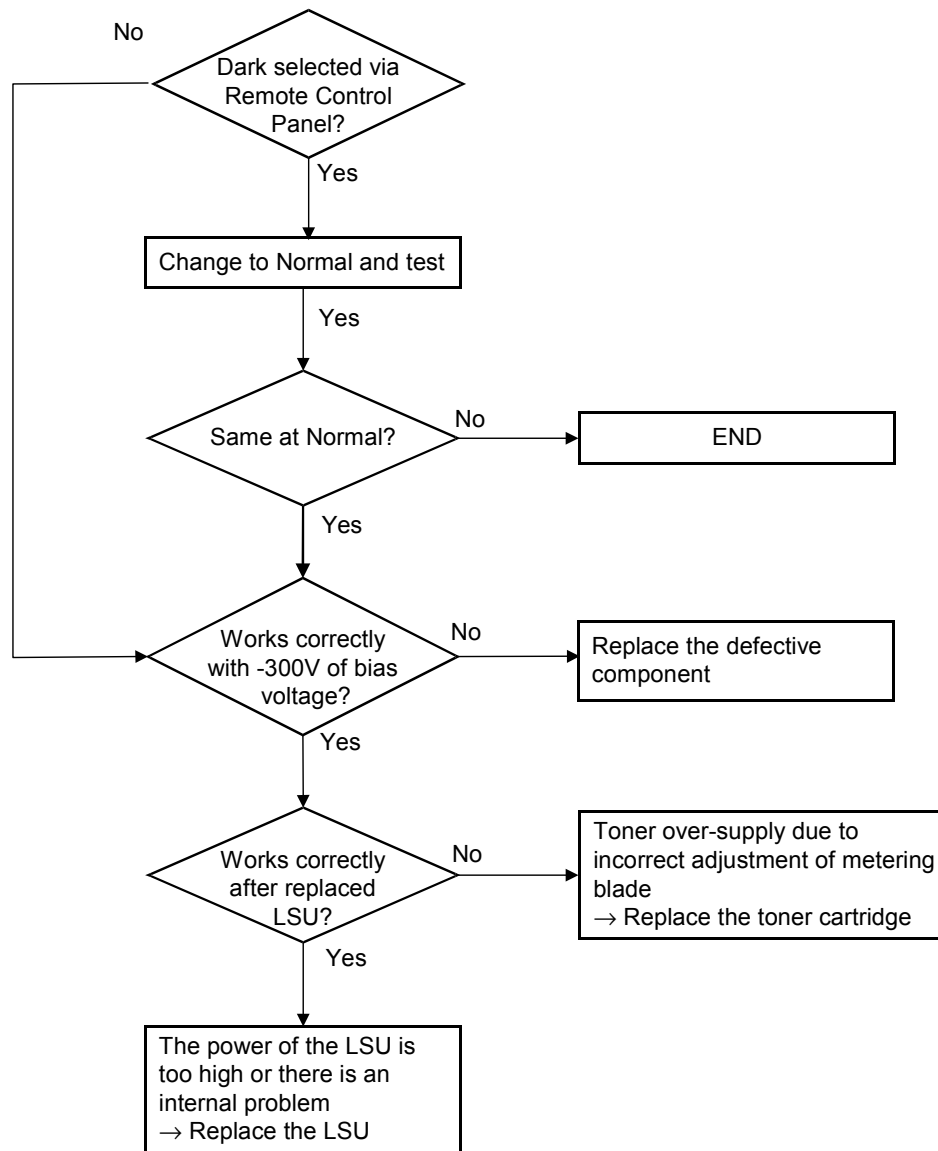 No
Dark selected via
Remote Control
Panel?
Yes
Change to Normal and test
Yes
Same at Normal?
No
END
Yes
Works correctly
with -300V of bias
voltage?
No
Replace the defective
component
Yes
Works correctly
after replaced
LSU?
No
Toner over-supply due to
incorrect adjustment of metering
blade
→ Replace the toner cartridge
Yes
The power of the LSU is
too high or there is an
internal problem
→ Replace the LSU